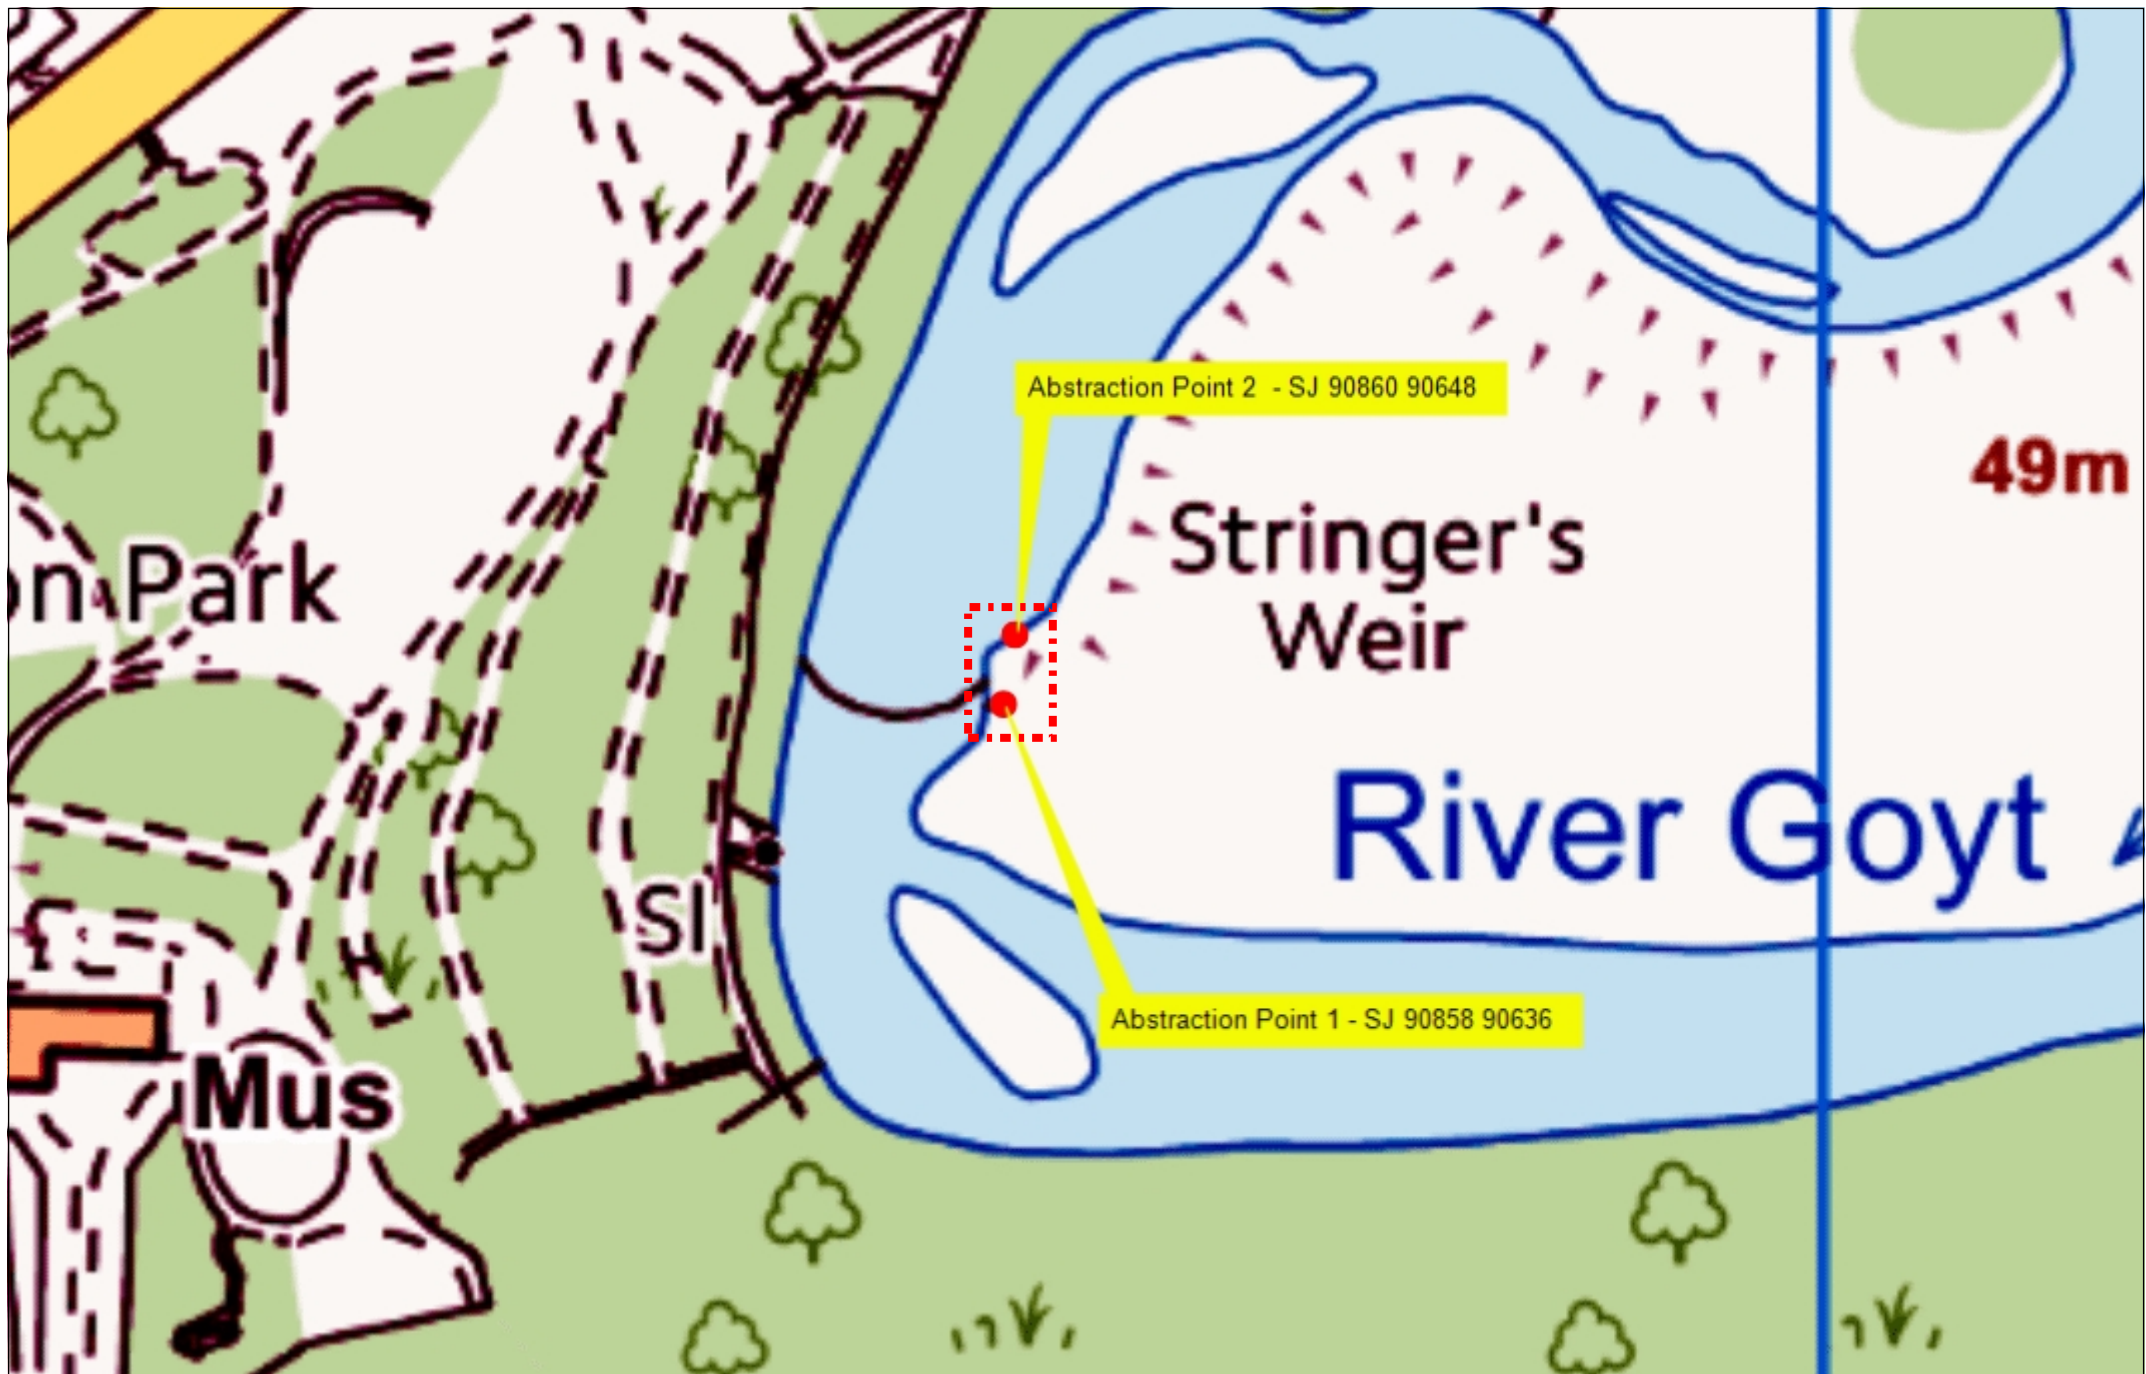 Abstraction Point 2 - SJ 90860 90648
49m
Stringer's
Weir
on Park
River Goyt
Sl
Abstraction Point 1 - SJ 90858 90636
Mus